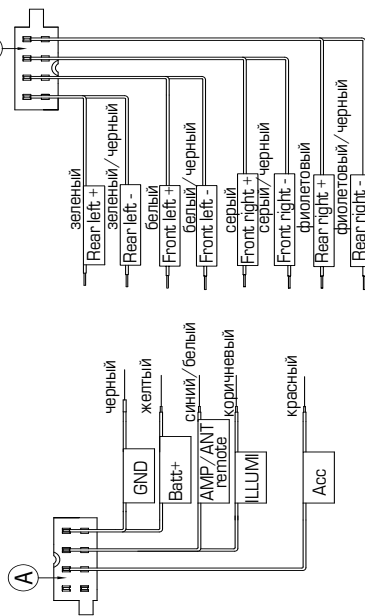 зеленый
Rear left +
зеленый/черный
Rear left -
белый
Front left +
белый/черный
Front left -
серый
Front right +
серый/черный
Front right -
фиолетовый
Rear right +
фиолетовый/черный
Rear right -
A
черный
GND
желтый
Batt+
синий/белый
AMP/ANT
remote
коричневый
ILLUMI
красный
Acc